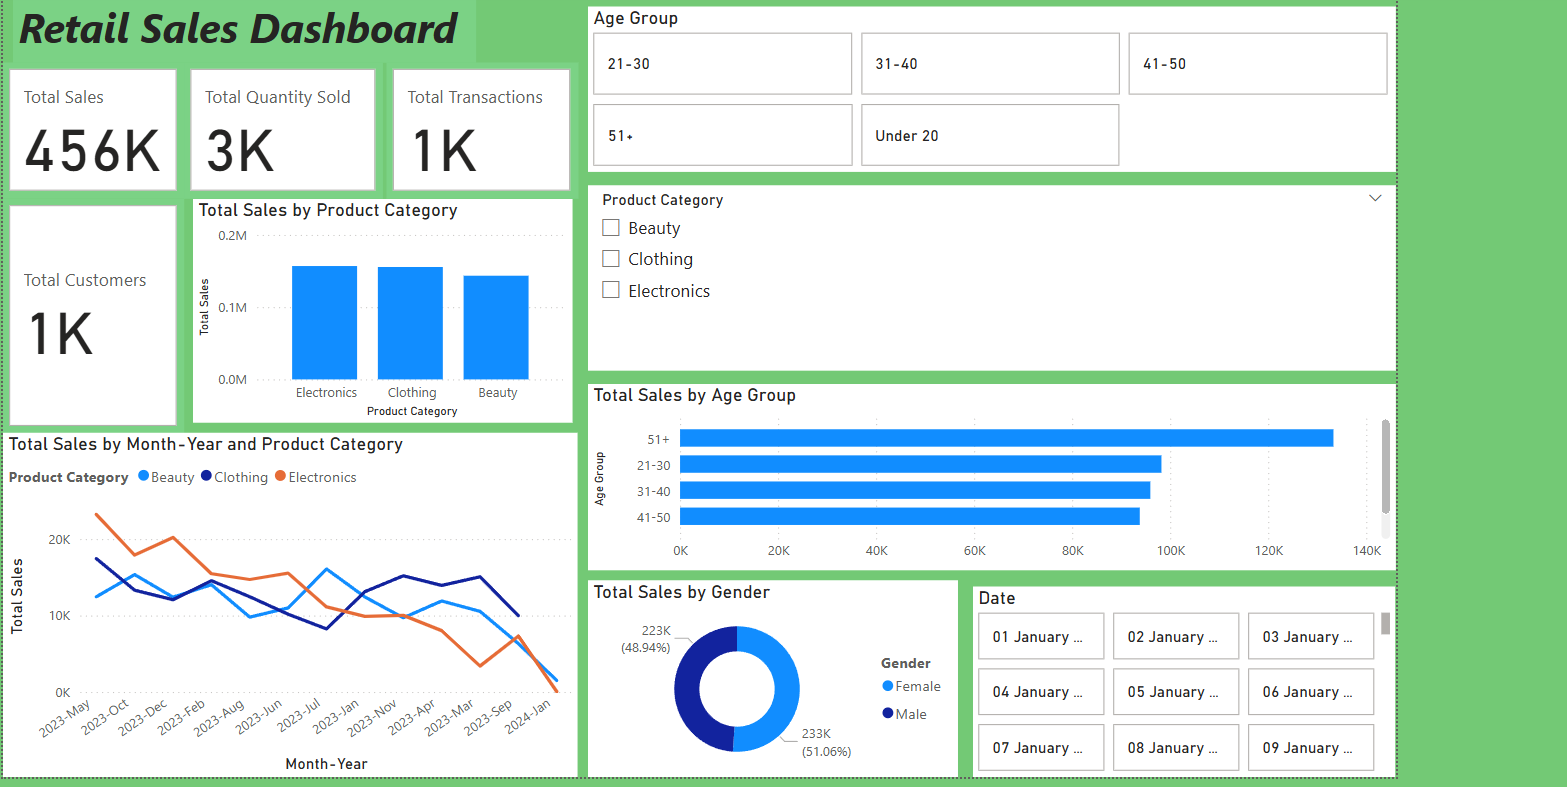 Retail Sales Dashboard
Total Sales
456K
Total Quantity Sold
3K
Total Transactions
1K
Total Customers
1K
Total Sales by Product Category
Total Sales
0.2M
0.1M
0.0M
Electronics Clothing Beauty
Product Category
Total Sales by Month-Year and Product Category
Product Category Beauty Clothing Electronics
Total Sales
20K
10K
0K
2023-May 2023-Oct 2023-Dec 2023-Feb 2023-Aug 2023-Jun 2023-Jul 2023-Jan 2023-Nov 2023-Apr 2023-Mar 2023-Sep 2024-Jan
Month-Year
Age Group
21-30 31-40 41-50
51+ Under 20
Product Category
Beauty
Clothing
Electronics
Total Sales by Age Group
Age Group
51+
21-30
31-40
41-50
0K 20K 40K 60K 80K 100K 120K 140K
Total Sales by Gender
223K
(48.94%)
233K
(51.06%)
Gender
Female
Male
Date
01 January ... 02 January ... 03 January ...
04 January ... 05 January ... 06 January ...
07 January ... 08 January ... 09 January ...